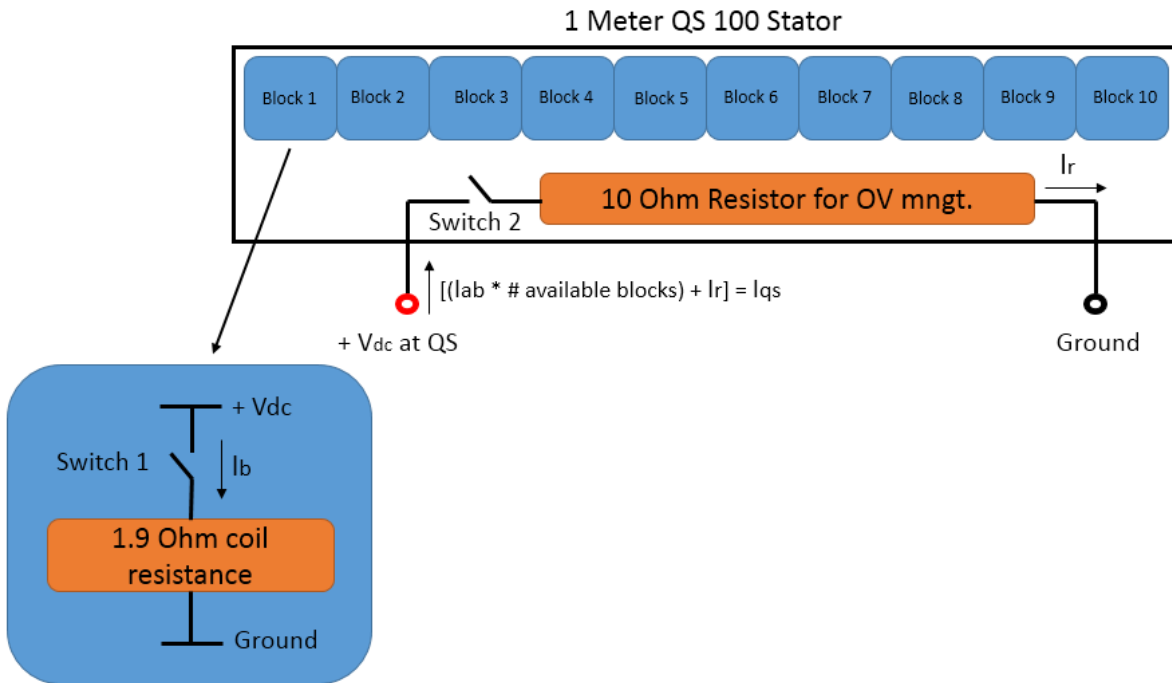 1 Meter QS 100 Stator
Block 1
Block 2
Block 3
Block 4
Block 5
Block 6
Block 7
Block 8
Block 9
Block 10
Ir
10 Ohm Resistor for OV mngt.
Switch 2
[(Iab * # available blocks) + Ir] = Iqs
+ Vdc at QS
Ground
+ Vdc
Switch 1
Ib
1.9 Ohm coil
resistance
Ground